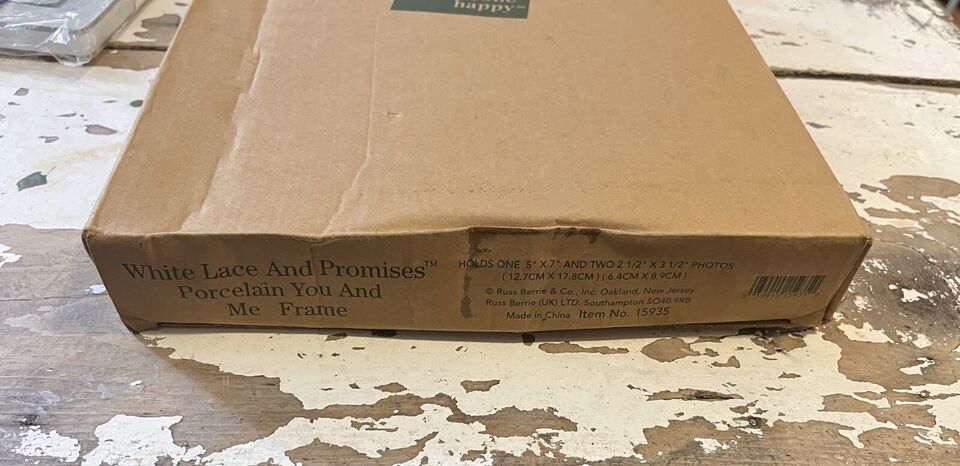 happy™
White Lace And Promises™
Porcelain You And
Me Frame
HOLDS ONE 5" X 7" AND TWO 2 1/2" X 3 1/2" PHOTOS
( 12.7CM X 17.8CM ) ( 6.4CM X 8.9CM )
© Russ Berrie & Co., Inc. Oakland, New Jersey
Russ Berrie (UK) LTD. Southampton SO40 9RB
Made in China Item No. 15935